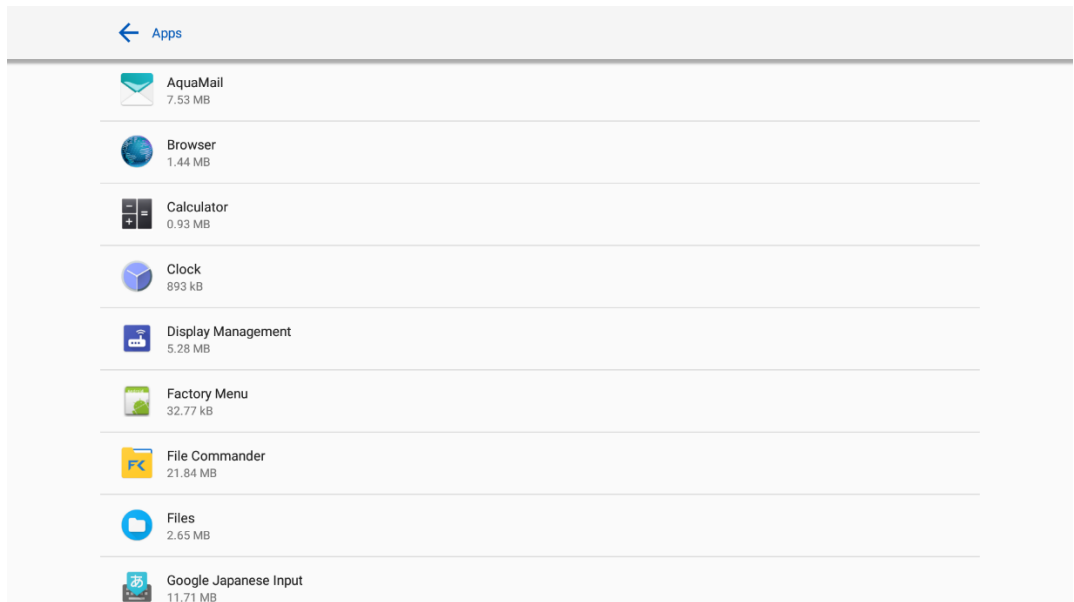 Apps
AquaMail
7.53 MB
Browser
1.44 MB
Calculator
0.93 MB
Clock
893 kB
Display Management
5.28 MB
Factory Menu
32.77 kB
File Commander
21.84 MB
Files
2.65 MB
あ
Google Japanese Input
11.71 MB